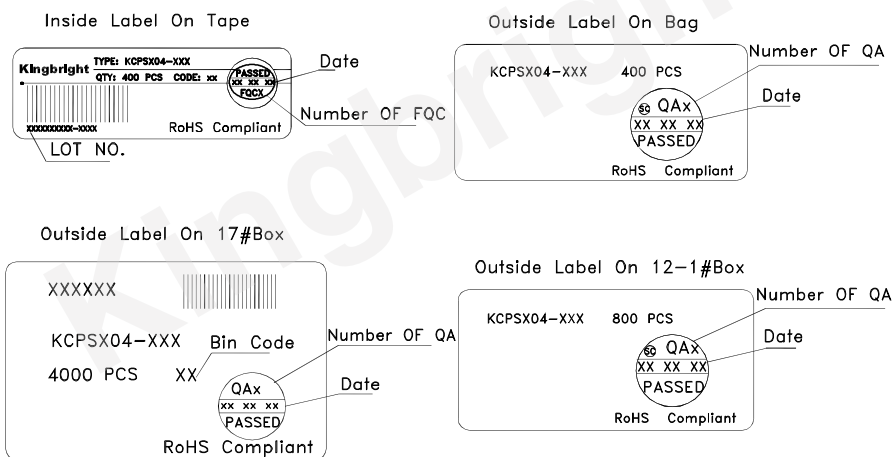 Inside Label On Tape
Kingbright
TYPE: KCPSX04-XXX
QTY: 400 PCS CODE: xx
PASSED
XX XX XX
FQCX
XXXXXXXXXX-XXXX
RoHS Compliant
Date
Number OF FQC
LOT NO.
Outside Label On Bag
KCPSX04-XXX 400 PCS
SC QAx
XX XX XX
PASSED
RoHS Compliant
Number OF QA
Date
Outside Label On 17#Box
XXXXXX
KCPSX04-XXX
Bin Code
4000 PCS XX
QAx
XX XX XX
PASSED
RoHS Compliant
Number OF QA
Date
Outside Label On 12-1#Box
KCPSX04-XXX 800 PCS
SC QAx
XX XX XX
PASSED
RoHS Compliant
Number OF QA
Date
Kingbright